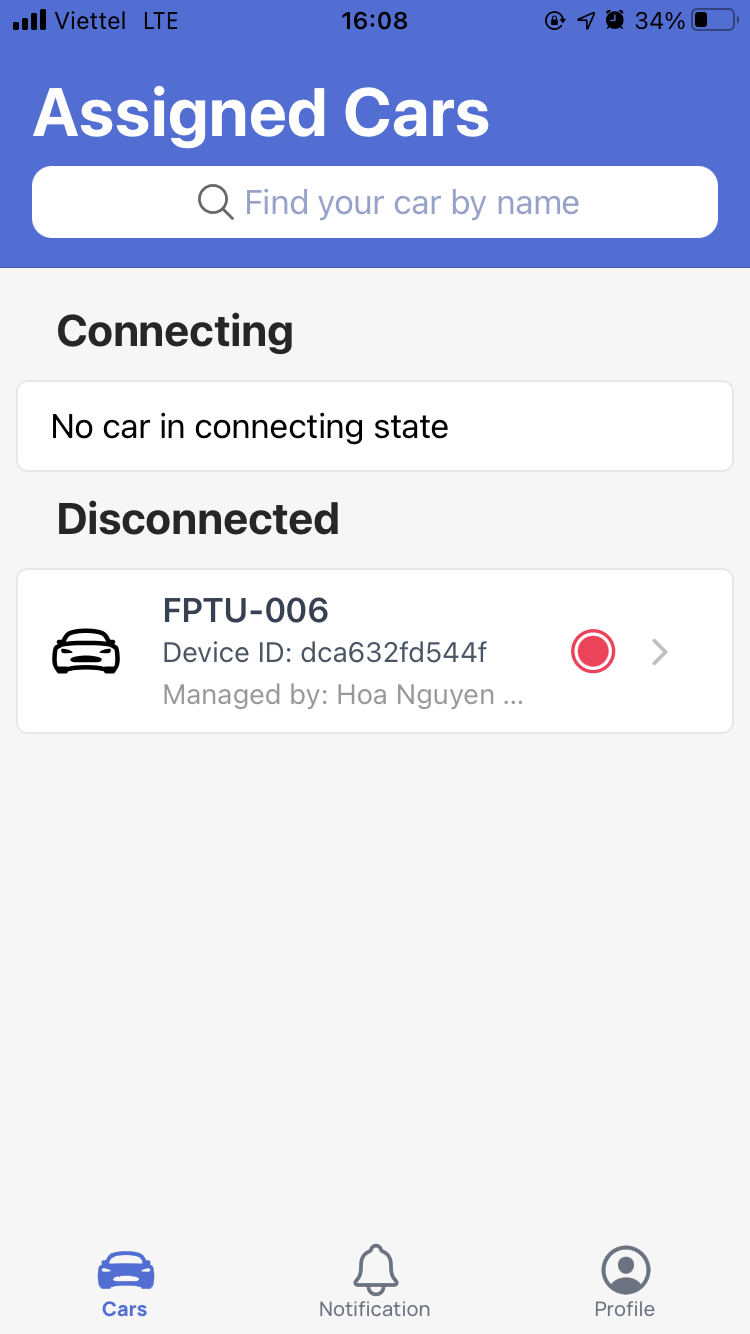 Viettel LTE 16:08 34%
Assigned Cars
Find your car by name
Connecting
No car in connecting state
Disconnected
FPTU-006
Device ID: dca632fd544f
Managed by: Hoa Nguyen ...
Cars Notification Profile